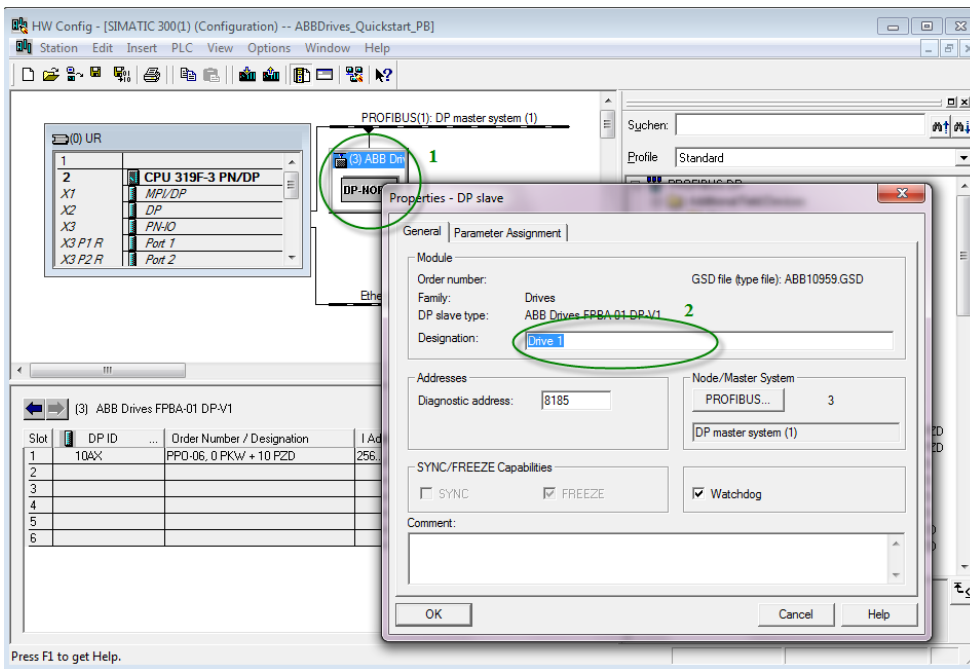 HW Config - [SIMATIC 300(1) (Configuration) -- ABBDrives_Quickstart_PB]
Station Edit Insert PLC View Options Window Help
PROFIBUS(1): DP master system (1)
Suchen:
(0) UR
(3) ABB Dri
1
Profile Standard
1
2 CPU 319F-3 PN/DP
X1 MPI/DP
X2 DP
X3 PN-IO
X3 P1 R Port 1
X3 P2 R Port 2
DP-NOR
PROFIBUS-DP
Additional Field Devices
Ethe
Properties - DP slave
General Parameter Assignment
Module
Order number: GSD file (type file): ABB10959.GSD
Family: Drives
DP slave type: ABB Drives FPBA-01 DP-V1
2
Designation: Drive 1
Addresses
Diagnostic address: 8185
Node/Master System
PROFIBUS... 3
DP master system (1)
SYNC/FREEZE Capabilities
SYNC FREEZE
Watchdog
Comment:
OK Cancel Help
(3) ABB Drives FPBA-01 DP-V1
Slot DP ID ... Order Number / Designation I Ad
1 10AX PPO-06, 0 PKW + 10 PZD 256...
2
3
4
5
6
ZD
ZD
Press F1 to get Help.